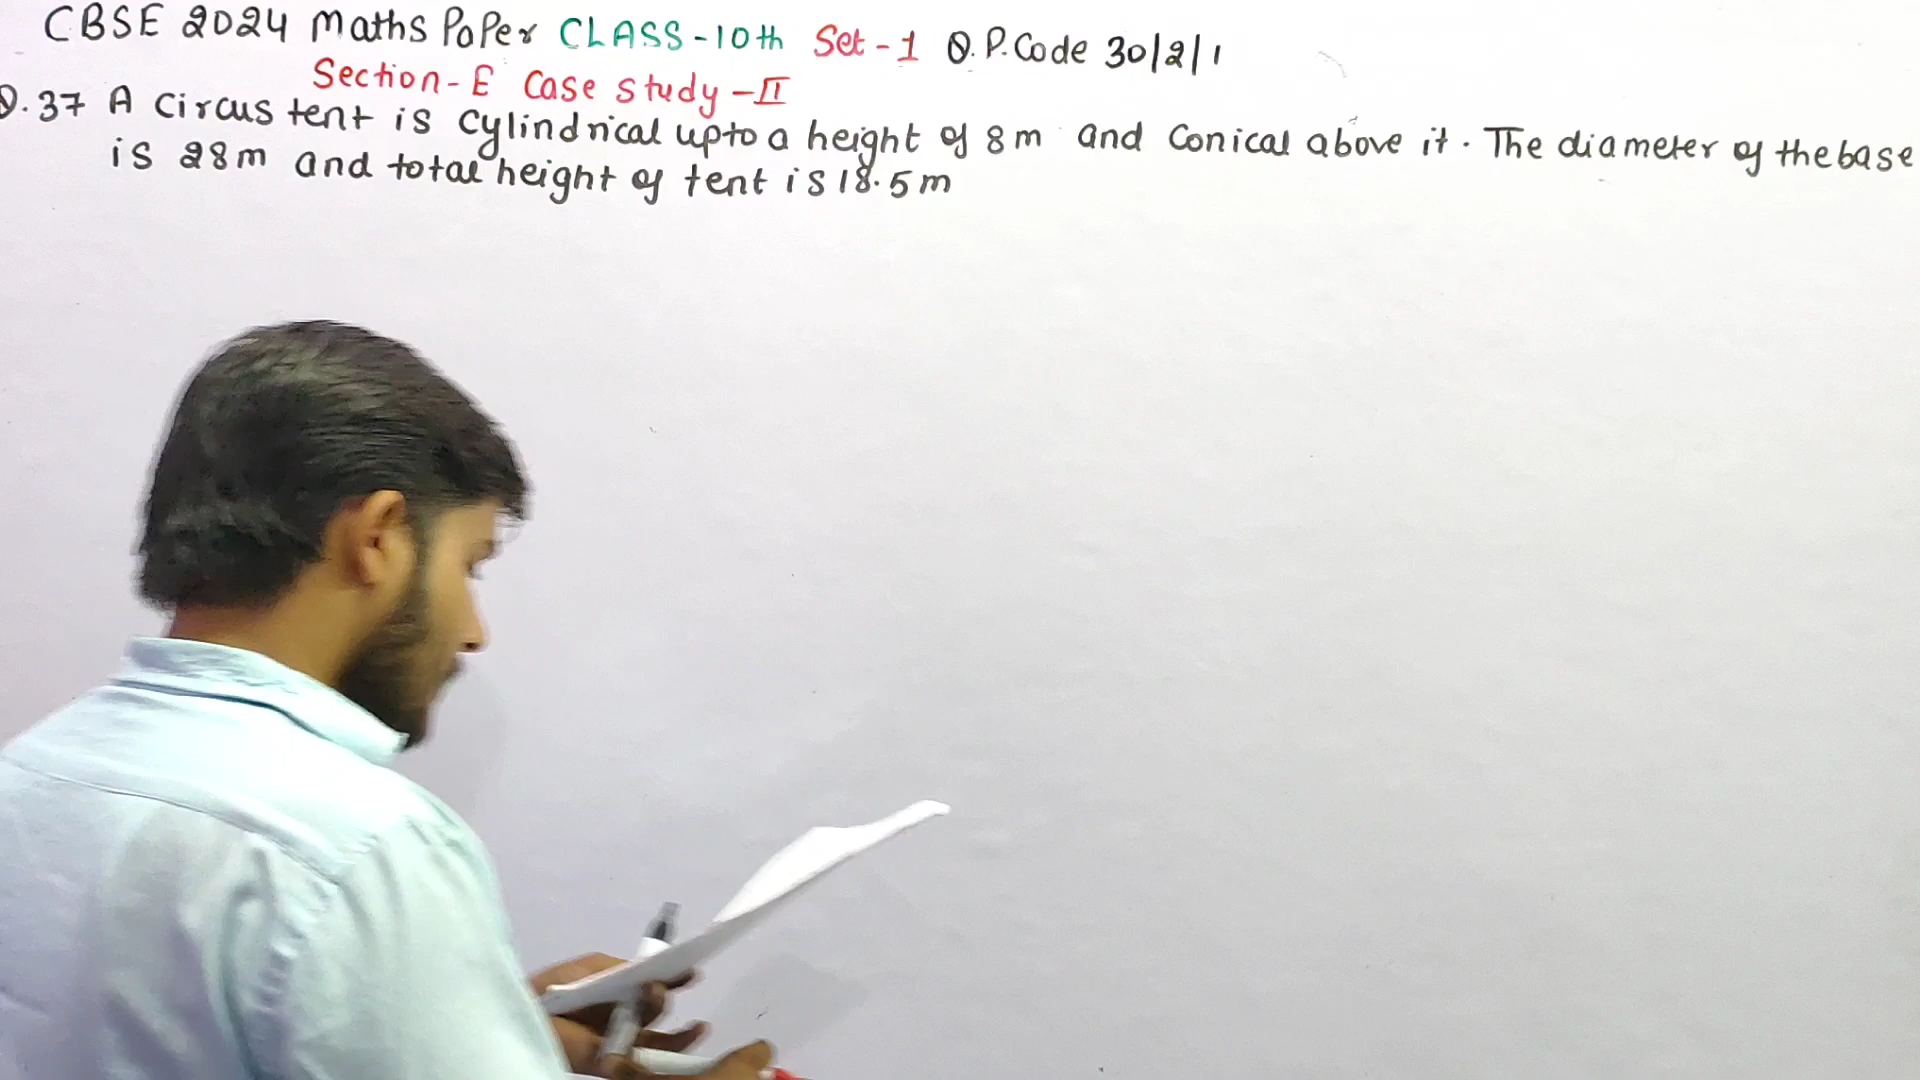 CBSE 2024 Maths PaPer CLASS-10th Set-1 Q.P.Code 30/2/1
Section-E Case study-II
Q.37 A Circus tent is Cylindrical upto a height of 8m and Conical above it. The diameter of the base
is 28m and total height of tent is 18.5m